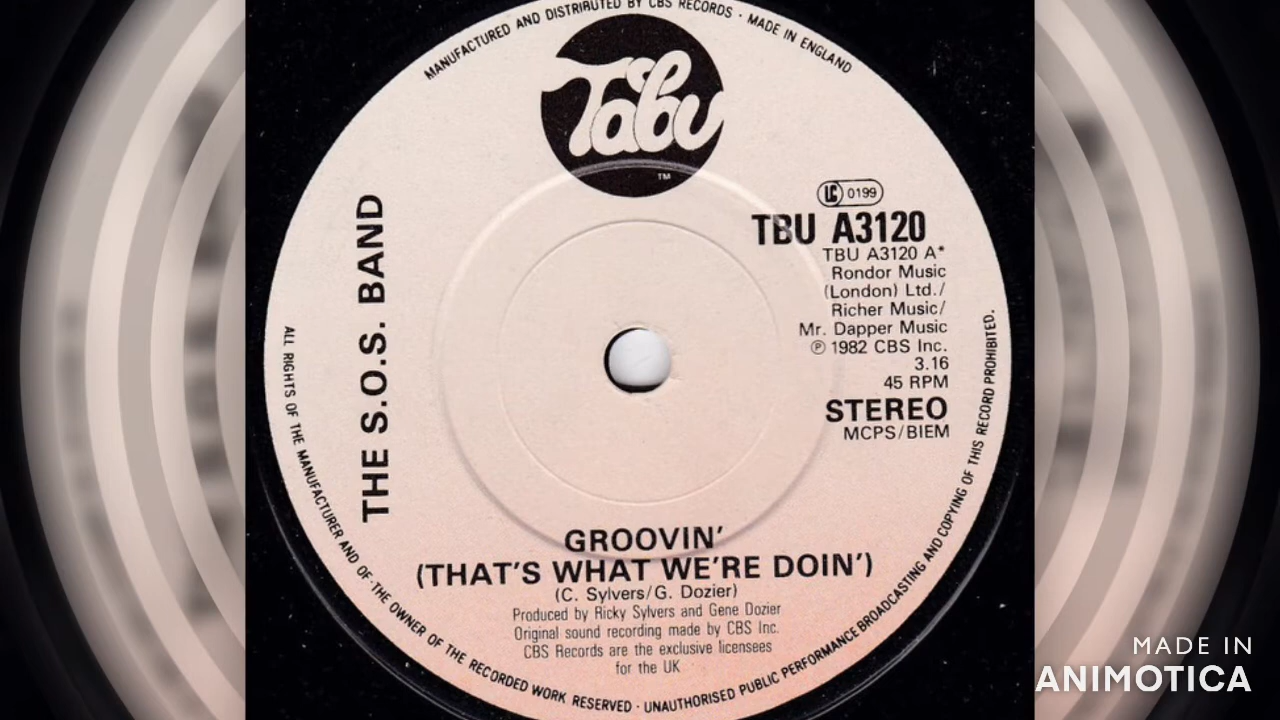 MANUFACTURED AND DISTRIBUTED BY CBS RECORDS · MADE IN ENGLAND
Tabu
TM
LC 0199
TBU A3120
TBU A3120 A*
Rondor Music
(London) Ltd./
Richer Music/
Mr. Dapper Music
℗ 1982 CBS Inc.
3.16
45 RPM
STEREO
MCPS/BIEM
THE S.O.S. BAND
GROOVIN'
(THAT'S WHAT WE'RE DOIN')
(C. Sylvers/G. Dozier)
Produced by Ricky Sylvers and Gene Dozier
Original sound recording made by CBS Inc.
CBS Records are the exclusive licensees
for the UK
ALL RIGHTS OF THE MANUFACTURER AND OF · THE OWNER OF THE RECORDED WORK RESERVED · UNAUTHORISED PUBLIC PERFORMANCE BROADCASTING AND COPYING OF THIS RECORD PROHIBITED.
MADE IN
ANIMOTICA